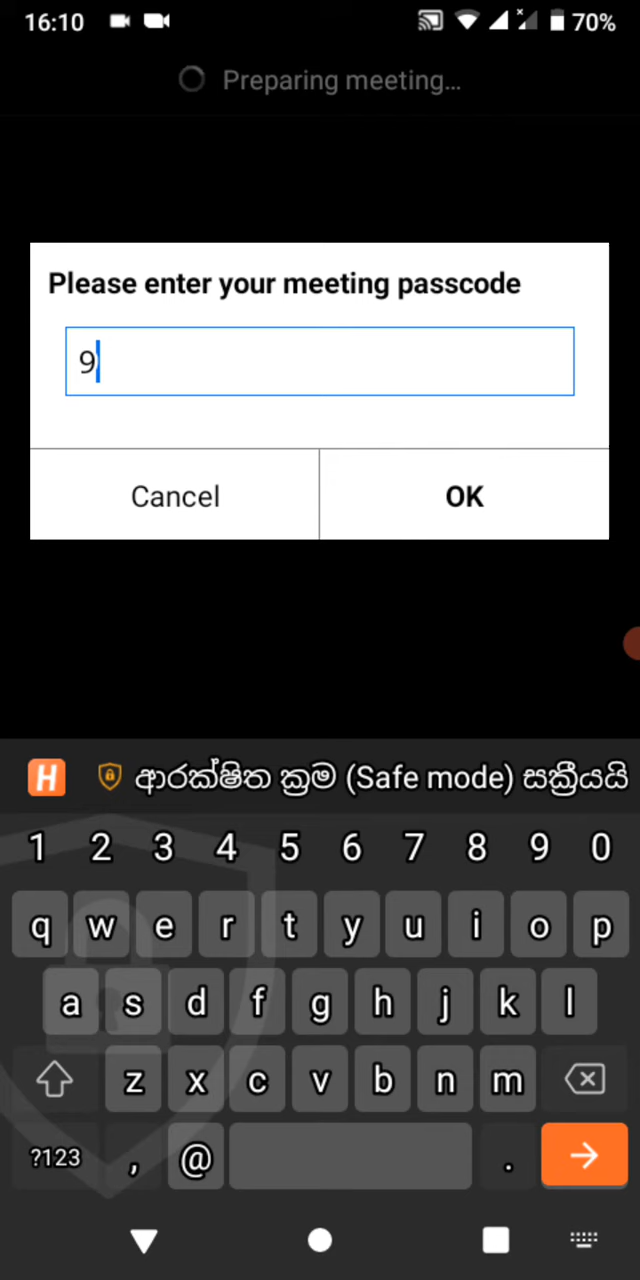 16:10 70%
Preparing meeting...
Please enter your meeting passcode
9
Cancel OK
H ආරක්ෂිත ක්‍රම (Safe mode) සක්‍රීයයි
1 2 3 4 5 6 7 8 9 0
q w e r t y u i o p
a s d f g h j k l
z x c v b n m
?123 , @ .